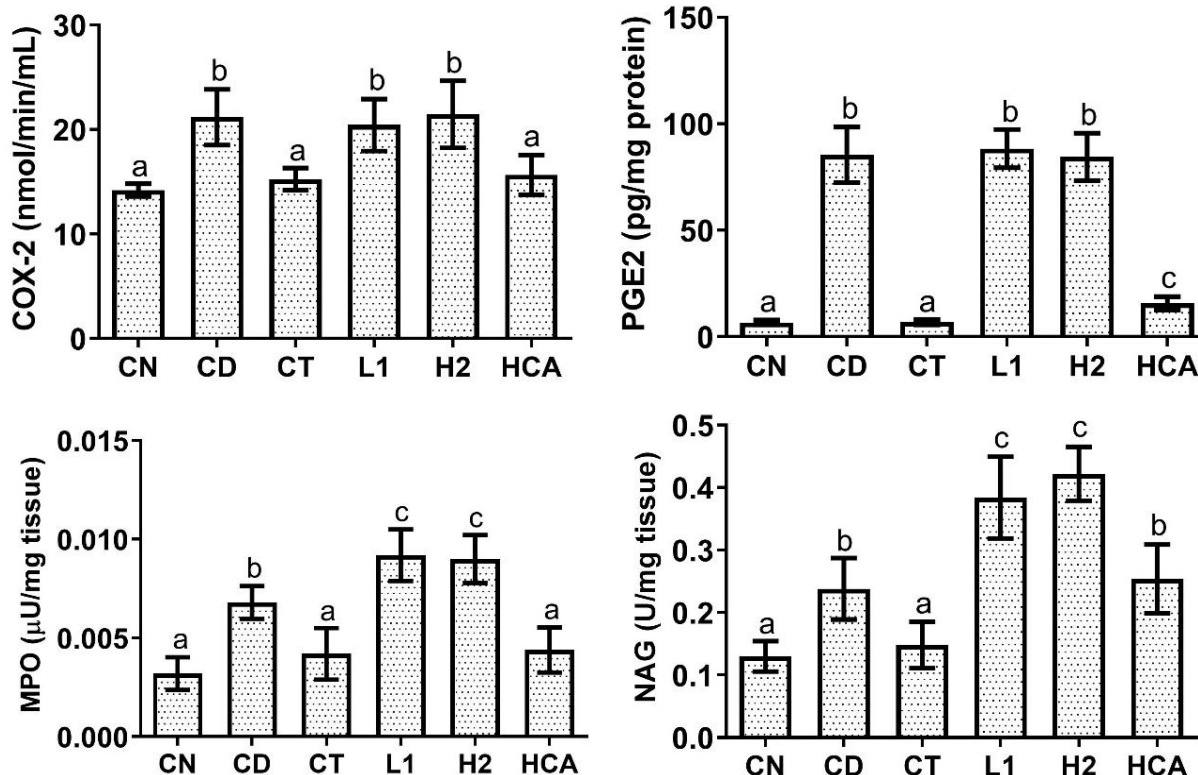 COX-2 (nmol/min/mL)
30
20
10
0
a
b
a
b
b
a
CN CD CT L1 H2 HCA
PGE2 (pg/mg protein)
150
100
50
0
a
b
a
b
b
c
CN CD CT L1 H2 HCA
MPO (μU/mg tissue)
0.015
0.010
0.005
0.000
a
b
a
c
c
a
CN CD CT L1 H2 HCA
NAG (U/mg tissue)
0.5
0.4
0.3
0.2
0.1
0.0
a
b
a
c
c
b
CN CD CT L1 H2 HCA